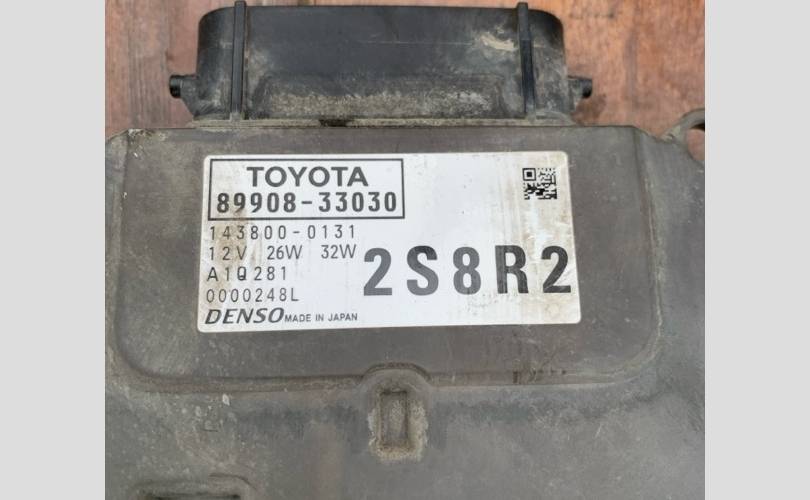 TOYOTA
89908-33030
143800-0131
12V 26W 32W
A1Q281
2S8R2
0000248L
DENSO MADE IN JAPAN